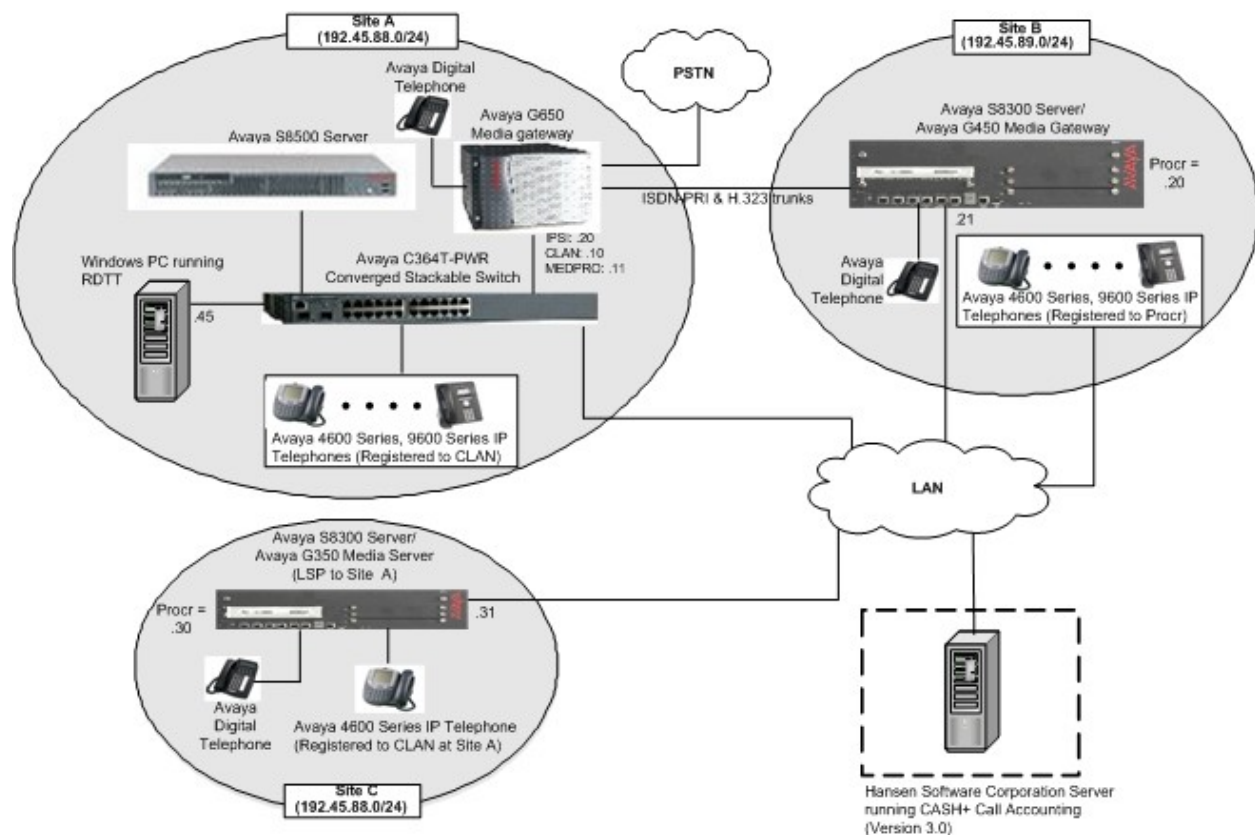 Site A
(192.45.88.0/24)
Avaya Digital
Telephone
Avaya G650
Media gateway
Avaya S8500 Server
IPSI: .20
CLAN: .10
MEDPRO: .11
Avaya C364T-PWR
Converged Stackable Switch
Windows PC running
RDTT
.45
Avaya 4600 Series, 9600 Series IP
Telephones (Registered to CLAN)
PSTN
ISDN-PRI & H.323 trunks
Site B
(192.45.89.0/24)
Avaya S8300 Server/
Avaya G450 Media Gateway
AVAYA
Procr =
.20
.21
Avaya
Digital
Telephone
Avaya 4600 Series, 9600 Series IP
Telephones (Registered to Procr)
LAN
Avaya S8300 Server/
Avaya G350 Media Server
(LSP to Site A)
Procr =
.30
AVAYA
.31
Avaya
Digital
Telephone
Avaya 4600 Series IP Telephone
(Registered to CLAN at Site A)
Site C
(192.45.88.0/24)
Hansen Software Corporation Server
running CASH+ Call Accounting
(Version 3.0)